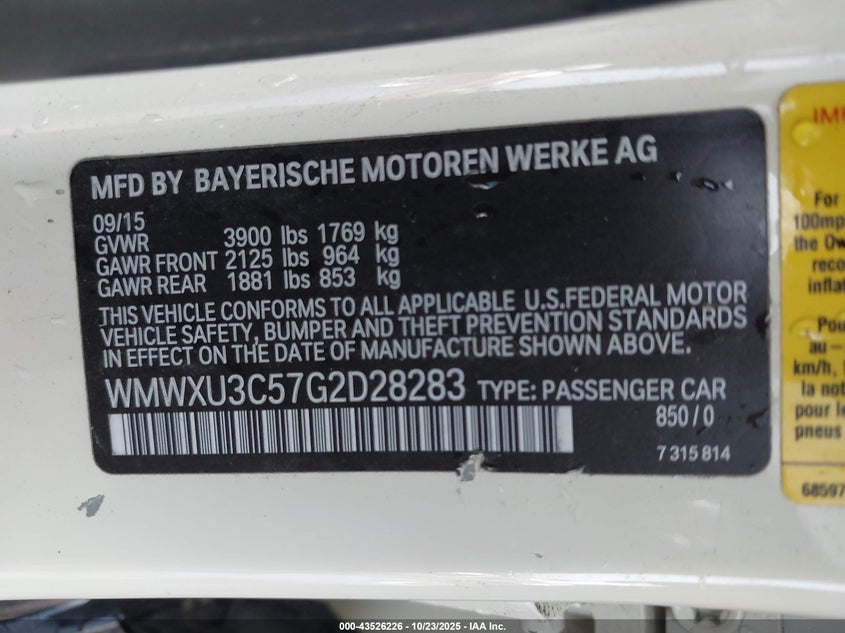 MFD BY BAYERISCHE MOTOREN WERKE AG
09/15
GVWR 3900 lbs 1769 kg
GAWR FRONT 2125 lbs 964 kg
GAWR REAR 1881 lbs 853 kg
THIS VEHICLE CONFORMS TO ALL APPLICABLE U.S.FEDERAL MOTOR
VEHICLE SAFETY, BUMPER AND THEFT PREVENTION STANDARDS
IN EFFECT ON THE DATE OF MANUFACTURE SHOWN ABOVE.
WMWXU3C57G2D28283 TYPE: PASSENGER CAR
850/0
7 315 814
For
100mp
the Ow
reco
inflat
Pou
au–
km/h,
la not
pour le
pneus
68597
000-43526226 - 10/23/2025 - IAA Inc.